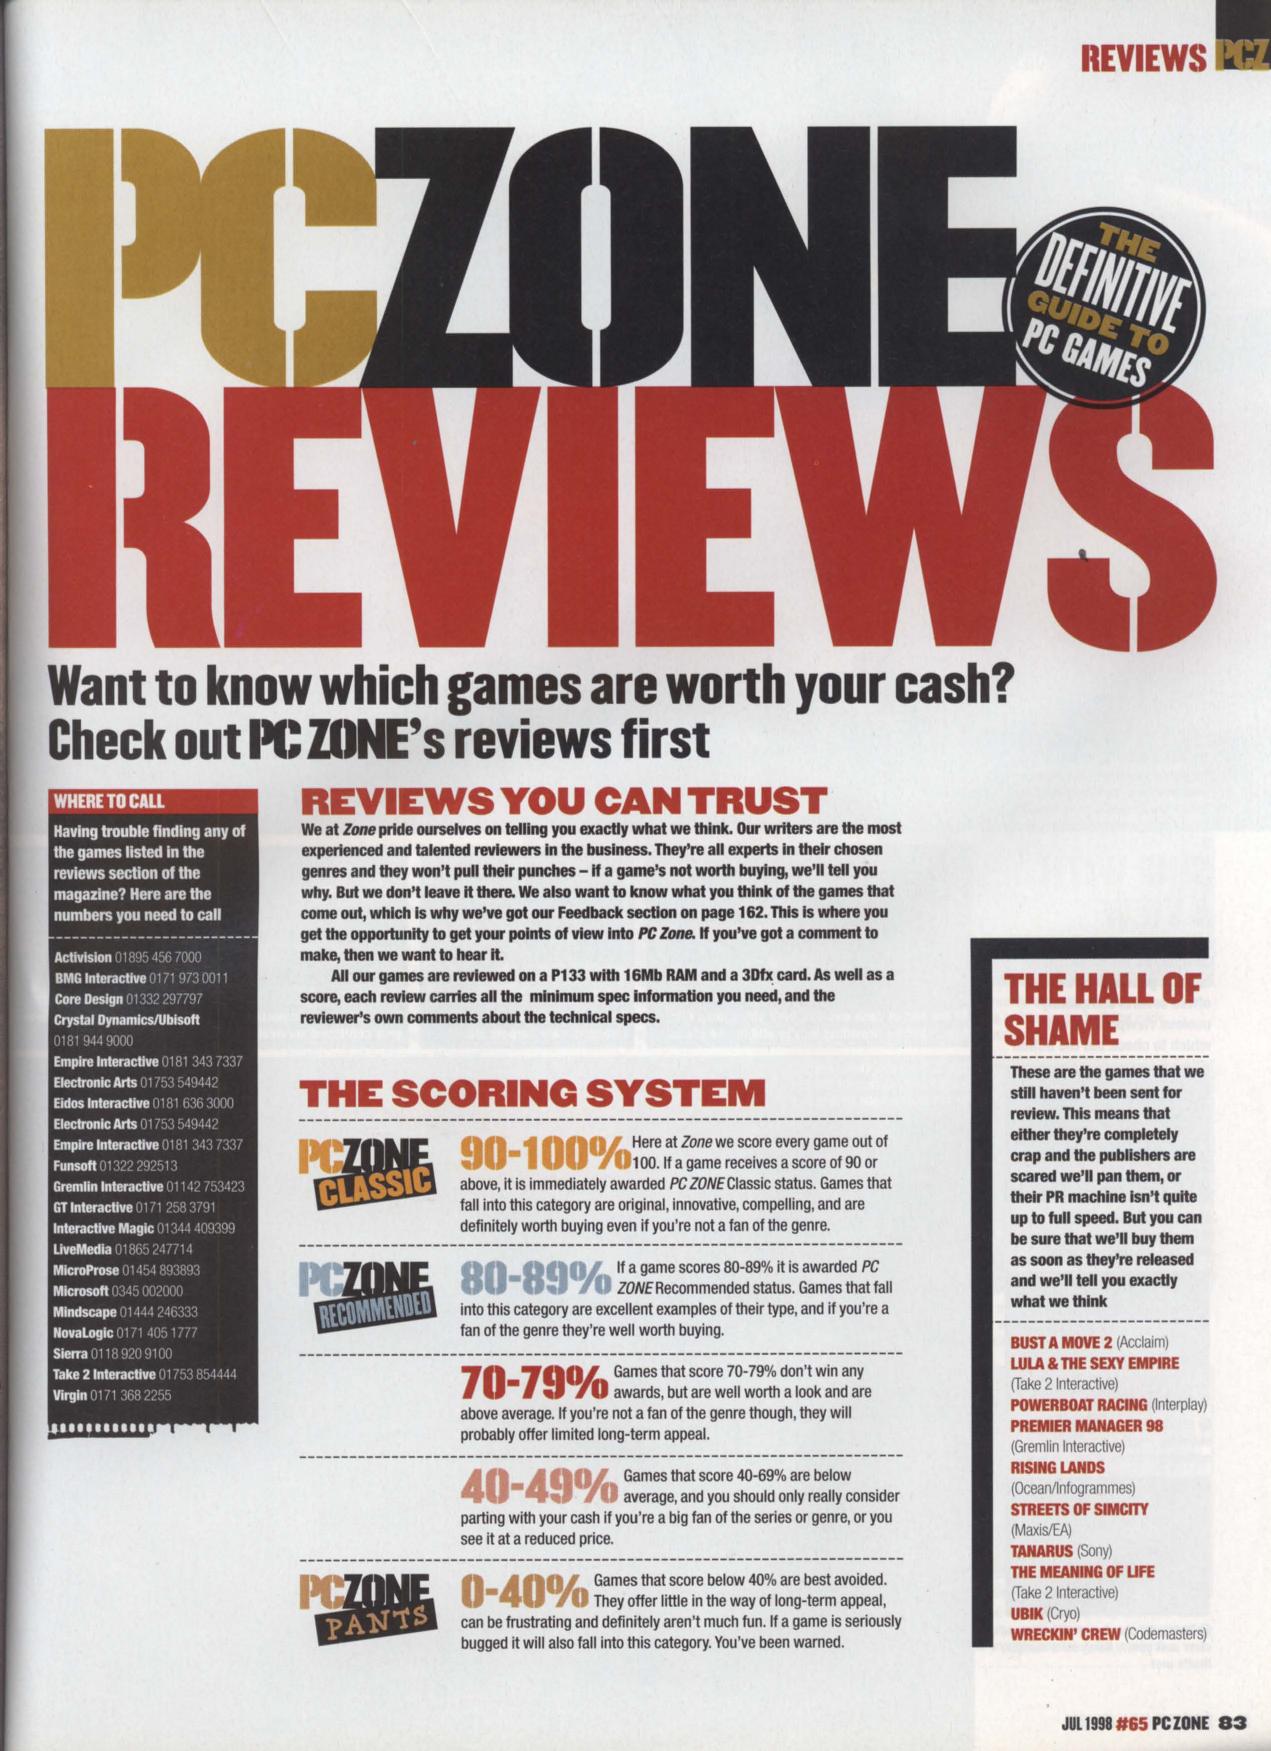 REVIEWS PCZ
PCZONE
REVIEWS
THE
DEFINITIVE
GUIDE TO
PC GAMES
Want to know which games are worth your cash?
Check out PC ZONE's reviews first
WHERE TO CALL
Having trouble finding any of
the games listed in the
reviews section of the
magazine? Here are the
numbers you need to call
Activision 01895 456 7000
BMG Interactive 0171 973 0011
Core Design 01332 297797
Crystal Dynamics/Ubisoft
0181 944 9000
Empire Interactive 0181 343 7337
Electronic Arts 01753 549442
Eidos Interactive 0181 636 3000
Electronic Arts 01753 549442
Empire Interactive 0181 343 7337
Funsoft 01322 292513
Gremlin Interactive 01142 753423
GT Interactive 0171 258 3791
Interactive Magic 01344 409399
LiveMedia 01865 247714
MicroProse 01454 893893
Microsoft 0345 002000
Mindscape 01444 246333
NovaLogic 0171 405 1777
Sierra 0118 920 9100
Take 2 Interactive 01753 854444
Virgin 0171 368 2255
REVIEWS YOU CAN TRUST
We at Zone pride ourselves on telling you exactly what we think. Our writers are the most
experienced and talented reviewers in the business. They're all experts in their chosen
genres and they won't pull their punches – if a game's not worth buying, we'll tell you
why. But we don't leave it there. We also want to know what you think of the games that
come out, which is why we've got our Feedback section on page 162. This is where you
get the opportunity to get your points of view into PC Zone. If you've got a comment to
make, then we want to hear it.
All our games are reviewed on a P133 with 16Mb RAM and a 3Dfx card. As well as a
score, each review carries all the minimum spec information you need, and the
reviewer's own comments about the technical specs.
THE SCORING SYSTEM
PCZONE
CLASSIC
90-100% Here at Zone we score every game out of
100. If a game receives a score of 90 or
above, it is immediately awarded PC ZONE Classic status. Games that
fall into this category are original, innovative, compelling, and are
definitely worth buying even if you're not a fan of the genre.
PCZONE
RECOMMENDED
80-89% If a game scores 80-89% it is awarded PC
ZONE Recommended status. Games that fall
into this category are excellent examples of their type, and if you're a
fan of the genre they're well worth buying.
70-79% Games that score 70-79% don't win any
awards, but are well worth a look and are
above average. If you're not a fan of the genre though, they will
probably offer limited long-term appeal.
40-49% Games that score 40-69% are below
average, and you should only really consider
parting with your cash if you're a big fan of the series or genre, or you
see it at a reduced price.
PCZONE
PANTS
0-40% Games that score below 40% are best avoided.
They offer little in the way of long-term appeal,
can be frustrating and definitely aren't much fun. If a game is seriously
bugged it will also fall into this category. You've been warned.
THE HALL OF
SHAME
These are the games that we
still haven't been sent for
review. This means that
either they're completely
crap and the publishers are
scared we'll pan them, or
their PR machine isn't quite
up to full speed. But you can
be sure that we'll buy them
as soon as they're released
and we'll tell you exactly
what we think
BUST A MOVE 2 (Acclaim)
LULA & THE SEXY EMPIRE
(Take 2 Interactive)
POWERBOAT RACING (Interplay)
PREMIER MANAGER 98
(Gremlin Interactive)
RISING LANDS
(Ocean/Infogrammes)
STREETS OF SIMCITY
(Maxis/EA)
TANARUS (Sony)
THE MEANING OF LIFE
(Take 2 Interactive)
UBIK (Cryo)
WRECKIN' CREW (Codemasters)
JUL 1998 #65 PC ZONE 83